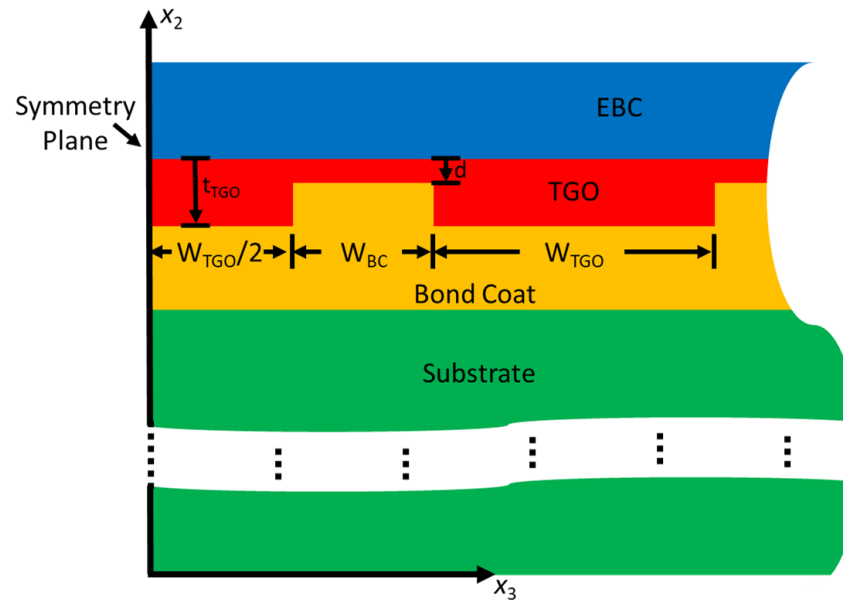 x2
Symmetry
Plane
EBC
tTGO
d
TGO
WTGO/2
WBC
WTGO
Bond Coat
Substrate
x3